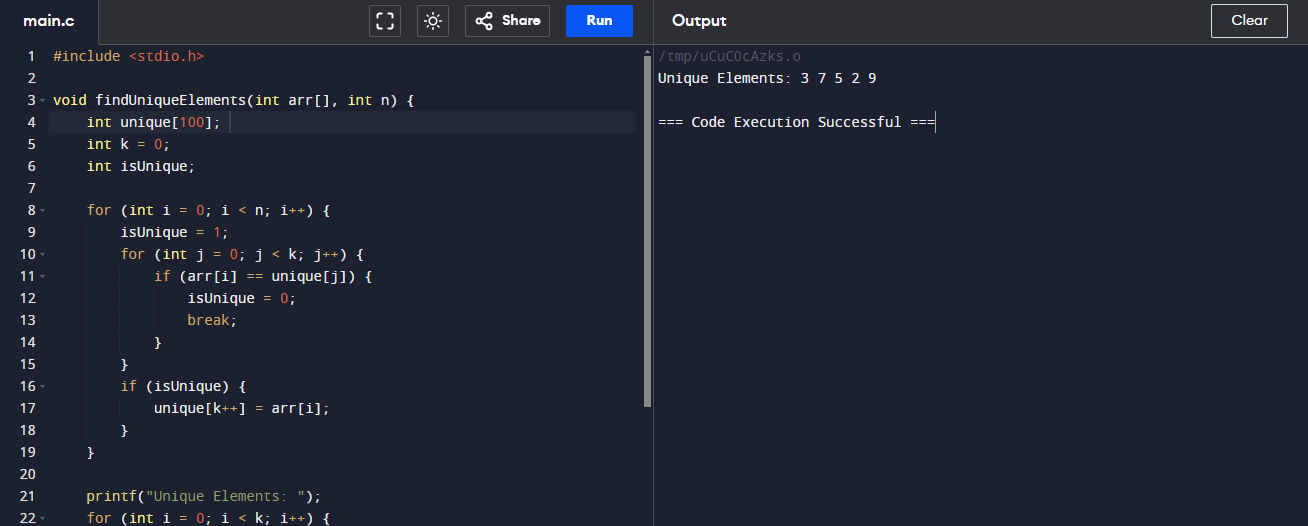 main.c Share Run Output Clear
1 #include <stdio.h>
2
3 void findUniqueElements(int arr[], int n) {
4     int unique[100];
5     int k = 0;
6     int isUnique;
7
8     for (int i = 0; i < n; i++) {
9         isUnique = 1;
10         for (int j = 0; j < k; j++) {
11             if (arr[i] == unique[j]) {
12                 isUnique = 0;
13                 break;
14             }
15         }
16         if (isUnique) {
17             unique[k++] = arr[i];
18         }
19     }
20
21     printf("Unique Elements: ");
22     for (int i = 0; i < k; i++) {
/tmp/uCuC0cAzks.o
Unique Elements: 3 7 5 2 9
=== Code Execution Successful ===